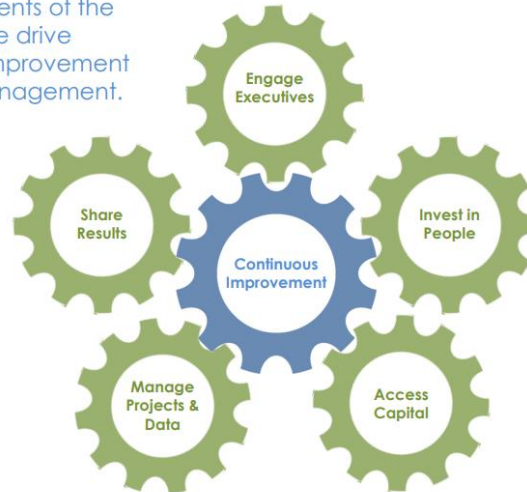 ents of the
e drive
mprovement
nagement.
Engage
Executives
Share
Results
Invest in
People
Continuous
Improvement
Manage
Projects &
Data
Access
Capital